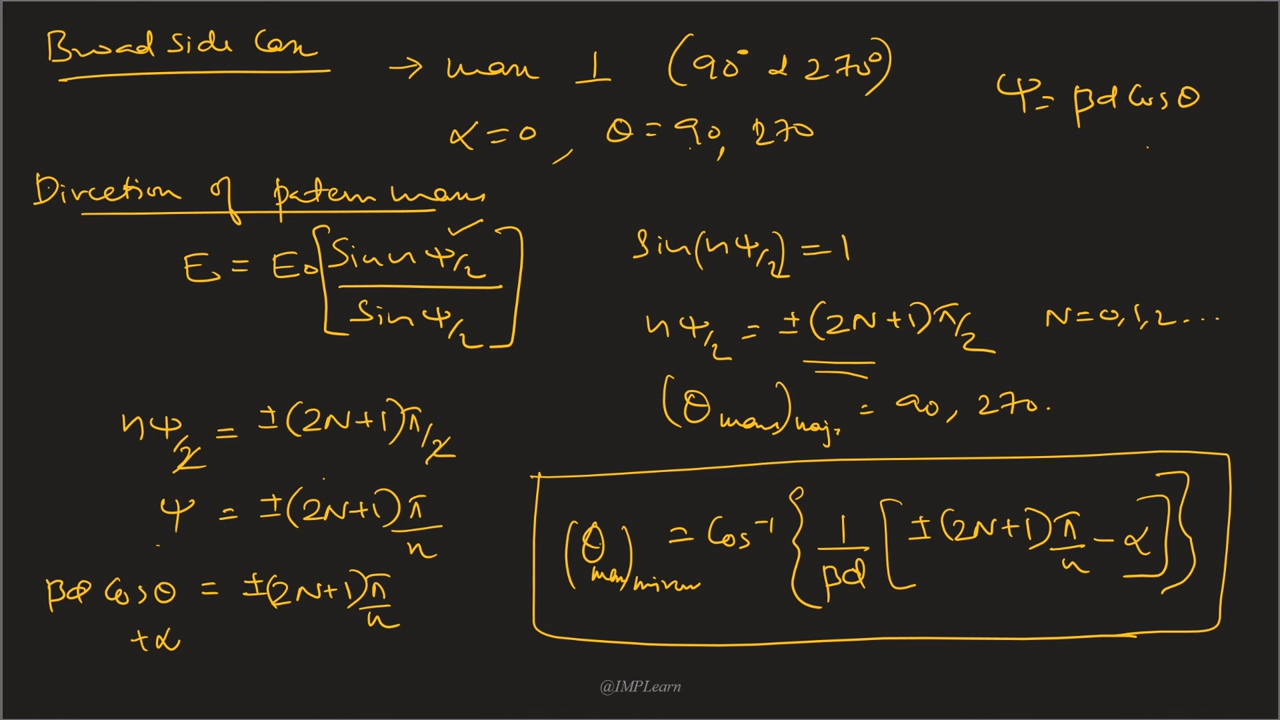 Broad side Case
→ max ⊥ (90° & 270°)
α = 0, θ = 90, 270
ψ = βd cos θ
Direction of pattern max
E = E₀ [ Sin nψ/2 / Sin ψ/2 ] ✓
Sin(nψ/2) = 1
nψ/2 = ±(2N+1)π/2 N = 0, 1, 2 ...
(θmax)maj. = 90, 270.
nψ/2 = ±(2N+1)π/2
ψ = ±(2N+1)π/n
βd cos θ = ±(2N+1)π/n
+α
(θmax)minor = Cos⁻¹ { 1/βd [ ±(2N+1)π/n − α ] }
@IMPLearn